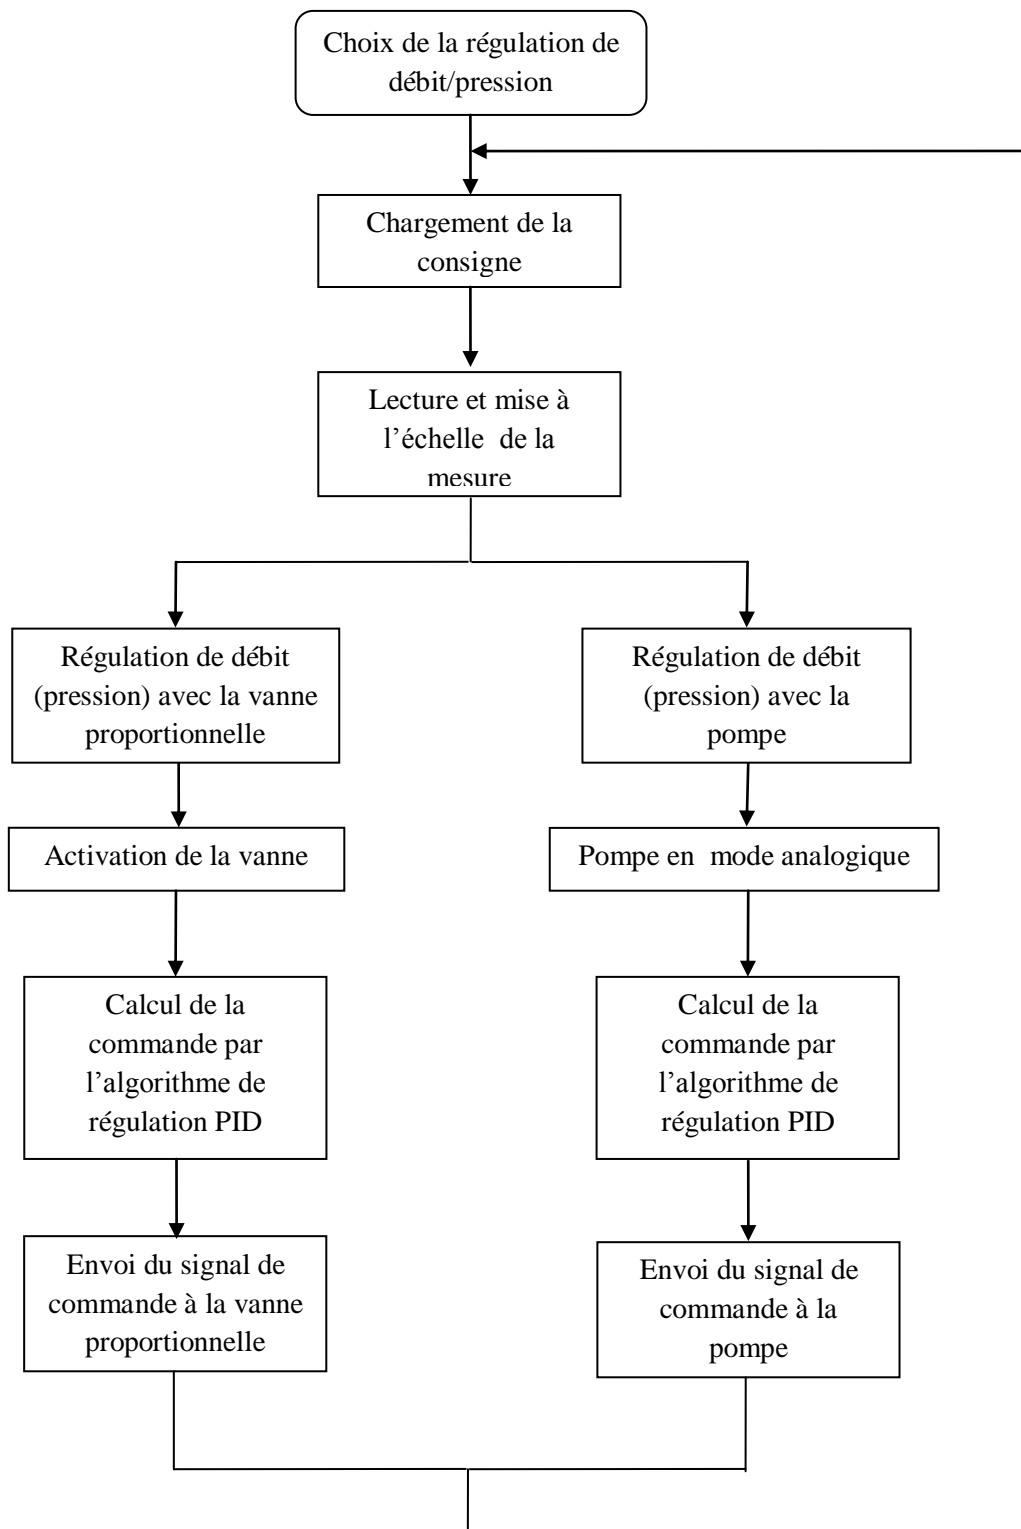 Choix de la régulation de
débit/pression
Chargement de la
consigne
Lecture et mise à
l’échelle de la
mesure
Régulation de débit
(pression) avec la vanne
proportionnelle
Régulation de débit
(pression) avec la
pompe
Activation de la vanne
Pompe en mode analogique
Calcul de la
commande par
l’algorithme de
régulation PID
Calcul de la
commande par
l’algorithme de
régulation PID
Envoi du signal de
commande à la vanne
proportionnelle
Envoi du signal de
commande à la
pompe